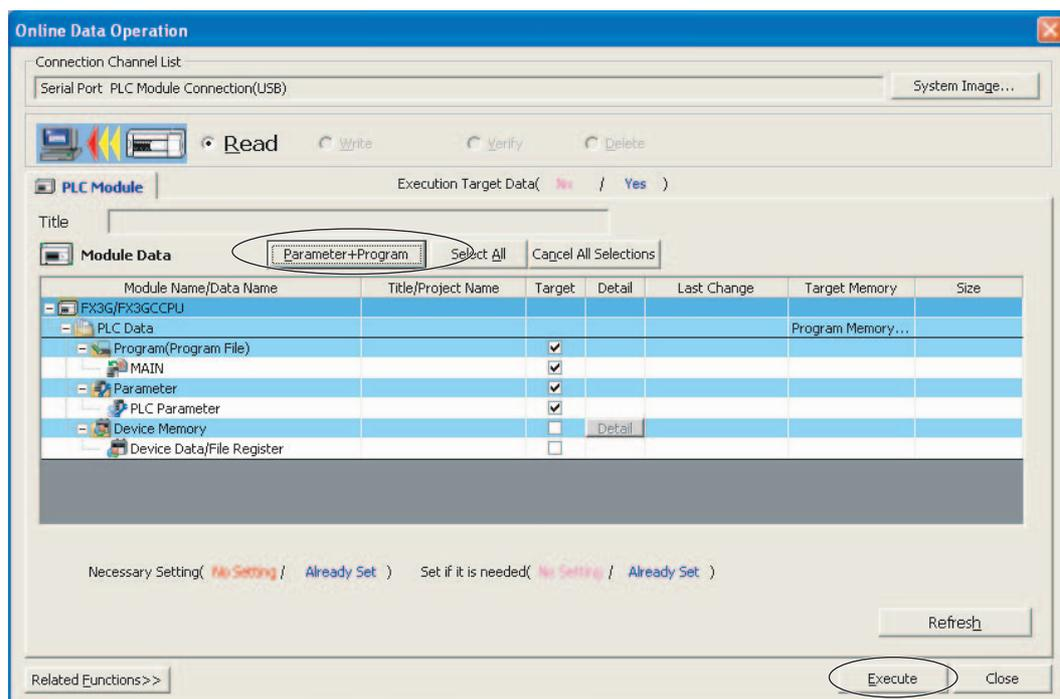 Online Data Operation
Connection Channel List
Serial Port PLC Module Connection(USB)
System Image...
Read Write Verify Delete
PLC Module
Execution Target Data( No / Yes )
Title
Module Data Parameter+Program Select All Cancel All Selections
Module Name/Data Name Title/Project Name Target Detail Last Change Target Memory Size
FX3G/FX3GCCPU
PLC Data Program Memory...
Program(Program File)
MAIN
Parameter
PLC Parameter
Device Memory Detail
Device Data/File Register
Necessary Setting( No Setting / Already Set ) Set if it is needed( No Setting / Already Set )
Refresh
Related Functions>> Execute Close